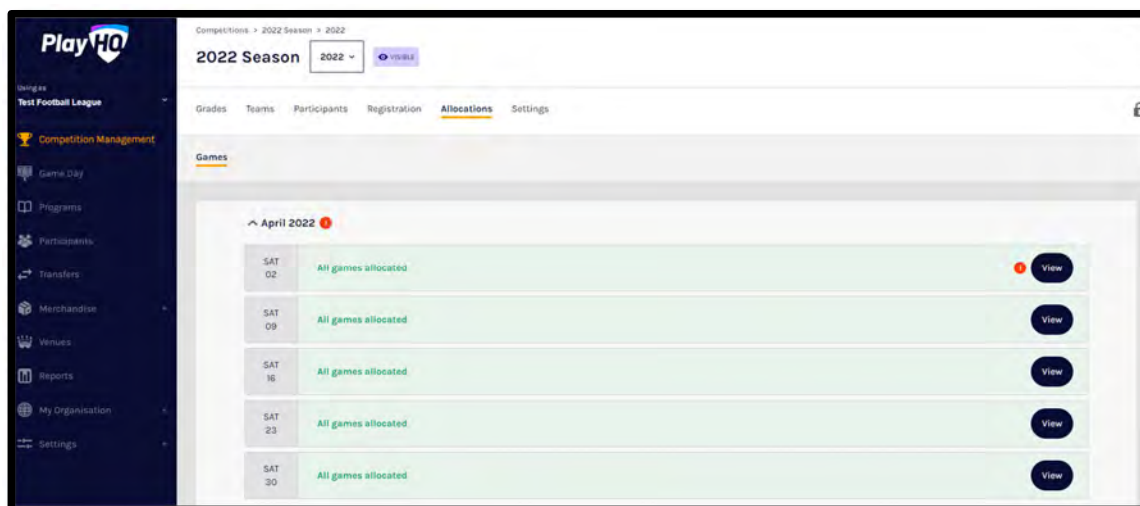 PlayHQ
Competitions > 2022 Season > 2022
2022 Season 2022 VISIBLE
Using as
Test Football League
Grades Teams Participants Registration Allocations Settings
Competition Management
Games
Game Day
Programs
Participants
Transfers
Merchandise
Venues
Reports
My Organisation
Settings
April 2022 !
SAT
02
All games allocated
! View
SAT
09
All games allocated
View
SAT
16
All games allocated
View
SAT
23
All games allocated
View
SAT
30
All games allocated
View